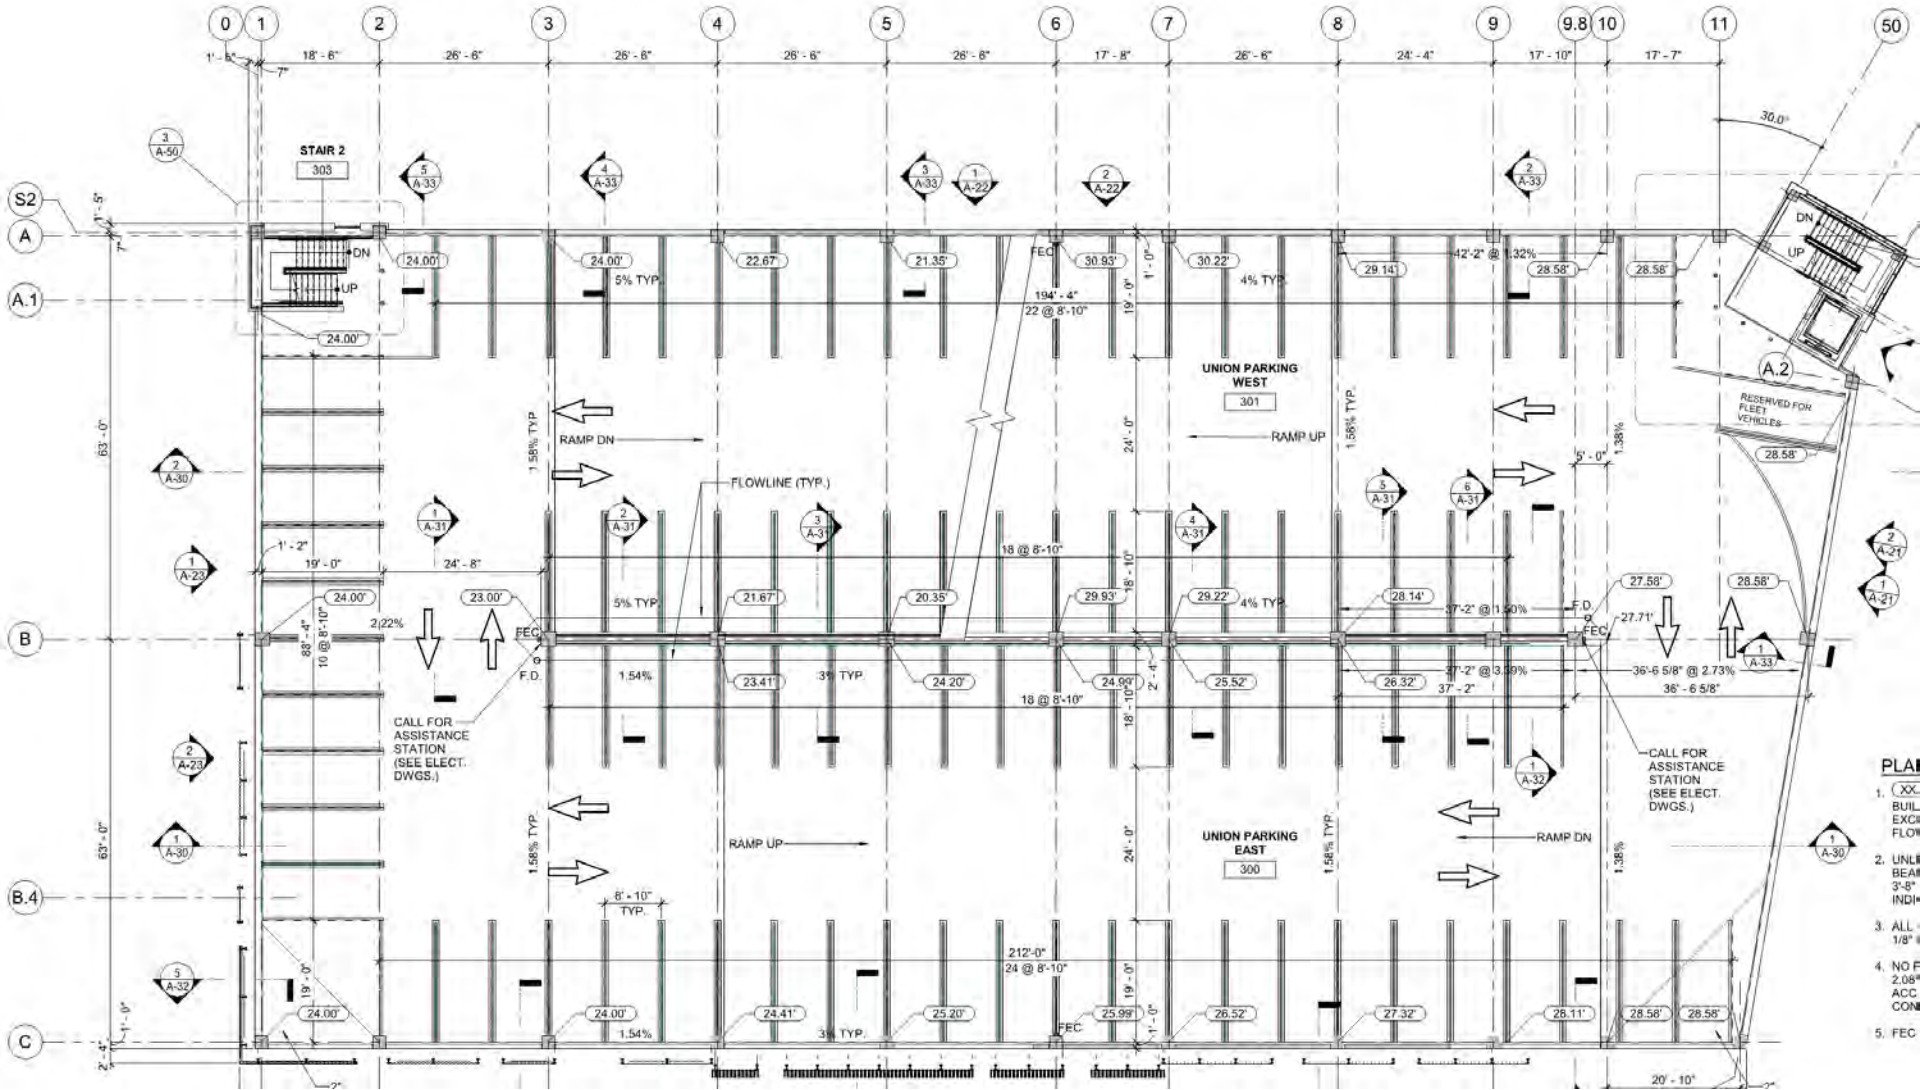 0 1 2 3 4 5 6 7 8 9 9.8 10 11 50
1' - 5" 7" 18' - 6" 26' - 6" 26' - 6" 26' - 6" 26' - 6" 17' - 8" 26' - 6" 24' - 4" 17' - 10" 17' - 7"
30.0°
3
A-50
STAIR 2
303
5
A-33
4
A-33
3
A-33
1
A-22
2
A-22
2
A-33
S2
1' - 5"
A
7"
DN
UP
24.00'
24.00'
22.67'
21.35'
FEC
30.93'
30.22'
29.14'
42'-2" @ 1.32%
28.58'
28.58'
DN
UP
A.1
5% TYP.
4% TYP.
1' - 0"
19' - 0"
194' - 4"
22 @ 8'-10"
24.00'
UNION PARKING
WEST
301
A.2
RESERVED FOR
FLEET
VEHICLES
28.58'
63' - 0"
1.58% TYP.
RAMP DN
24' - 0"
RAMP UP
1.58% TYP.
1.38%
5' - 0"
2
A-30
FLOWLINE (TYP.)
1
A-31
2
A-31
3
A-31
4
A-31
5
A-31
6
A-31
2
A-21
1
A-21
1' - 2"
1
A-23
19' - 0"
24' - 8"
18 @ 8'-10"
18' - 10"
24.00'
23.00'
5% TYP.
21.67'
20.35'
29.93'
29.22'
4% TYP.
28.14'
37'-2" @ 1.50%
F.D.
27.58'
28.58'
27.71'
B
2.22%
88' - 4"
10 @ 8'-10"
FEC
FEC
F.D.
1.54%
23.41'
3% TYP.
24.20'
24.99'
2' - 4"
25.52'
26.32'
37'-2" @ 3.39%
36'-6 5/8" @ 2.73%
1
A-33
18 @ 8'-10"
18' - 10"
37' - 2"
36' - 6 5/8"
CALL FOR
ASSISTANCE
STATION
(SEE ELECT.
DWGS.)
2
A-23
1
A-32
CALL FOR
ASSISTANCE
STATION
(SEE ELECT.
DWGS.)
1
A-30
63' - 0"
1.58% TYP.
RAMP UP
24' - 0"
UNION PARKING
EAST
300
1.58% TYP.
RAMP DN
1.38%
1
A-30
B.4
8' - 10"
TYP.
5
A-32
19' - 0"
212'-0"
24 @ 8'-10"
19' - 0"
24.00'
24.00'
24.41'
25.20'
25.99'
26.52'
27.32'
28.11'
28.58'
28.58'
C
1' - 0"
2' - 4"
1.54%
3% TYP.
FEC
1' - 0"
2"
20' - 10"
1. XX.
BUIL
FLOW
2.
3'-8"
3. ALL
1/8"
4. NO F
2.08%
ACC.
5. FEC